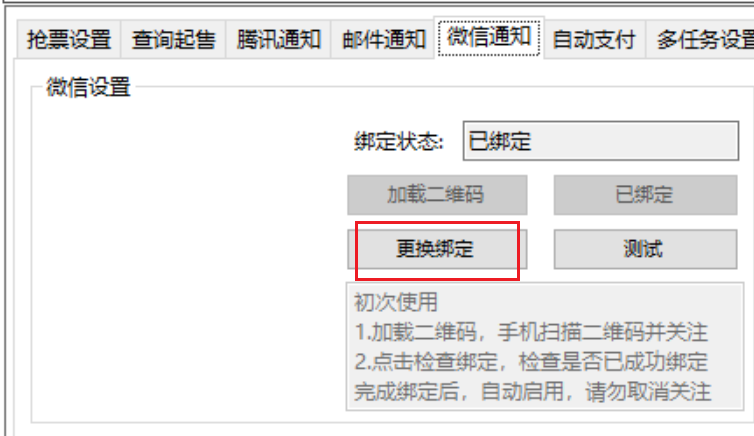 抢票设置 查询起售 腾讯通知 邮件通知 微信通知 自动支付 多任务设置
微信设置
绑定状态: 已绑定
加载二维码 已绑定
更换绑定 测试
初次使用
1.加载二维码，手机扫描二维码并关注
2.点击检查绑定，检查是否已成功绑定
完成绑定后，自动启用，请勿取消关注